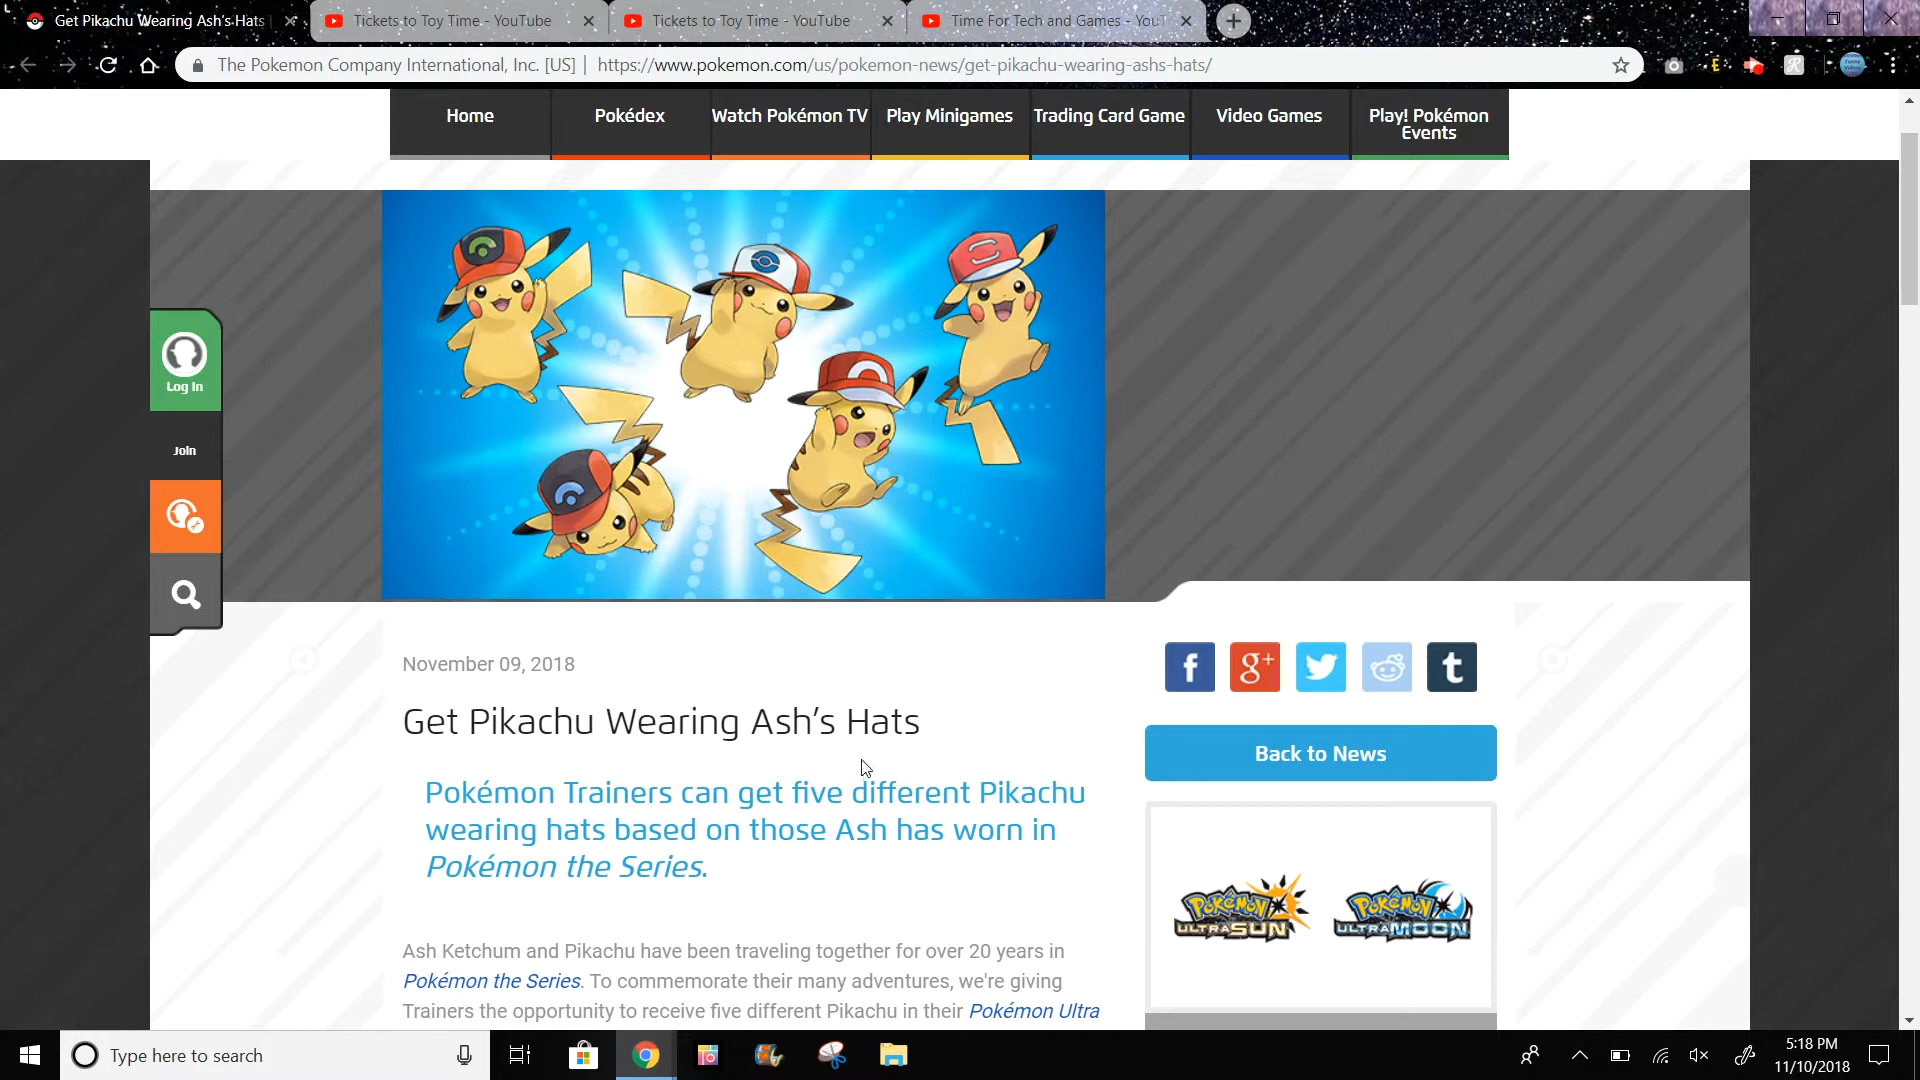 Get Pikachu Wearing Ash's Hats
Tickets to Toy Time - YouTube
Tickets to Toy Time - YouTube
Time For Tech and Games - YouT
The Pokemon Company International, Inc. [US] | https://www.pokemon.com/us/pokemon-news/get-pikachu-wearing-ashs-hats/
Home
Pokédex
Watch Pokémon TV
Play Minigames
Trading Card Game
Video Games
Play! Pokémon
Events
Log In
Join
November 09, 2018
Get Pikachu Wearing Ash's Hats
Pokémon Trainers can get five different Pikachu
wearing hats based on those Ash has worn in
Pokémon the Series.
Ash Ketchum and Pikachu have been traveling together for over 20 years in
Pokémon the Series. To commemorate their many adventures, we're giving
Trainers the opportunity to receive five different Pikachu in their Pokémon Ultra
f
g+
t
Back to News
POKéMON
ULTRASUN
POKéMON
ULTRAMOON
Type here to search
5:18 PM
11/10/2018